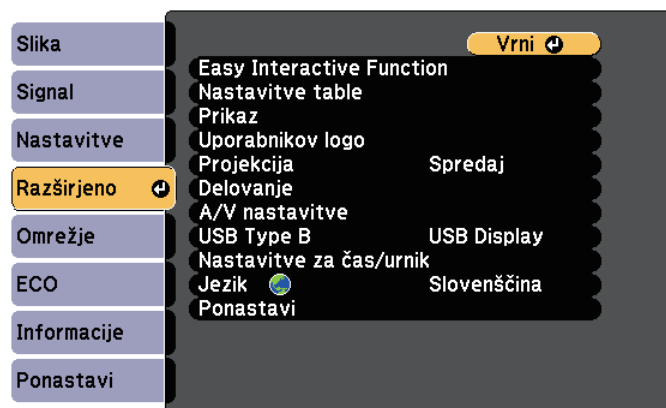 Slika
Signal
Nastavitve
Razširjeno
Omrežje
ECO
Informacije
Ponastavi
Vrni
Easy Interactive Function
Nastavitve table
Prikaz
Uporabnikov logo
Projekcija Spredaj
Delovanje
A/V nastavitve
USB Type B USB Display
Nastavitve za čas/urnik
Jezik Slovenščina
Ponastavi